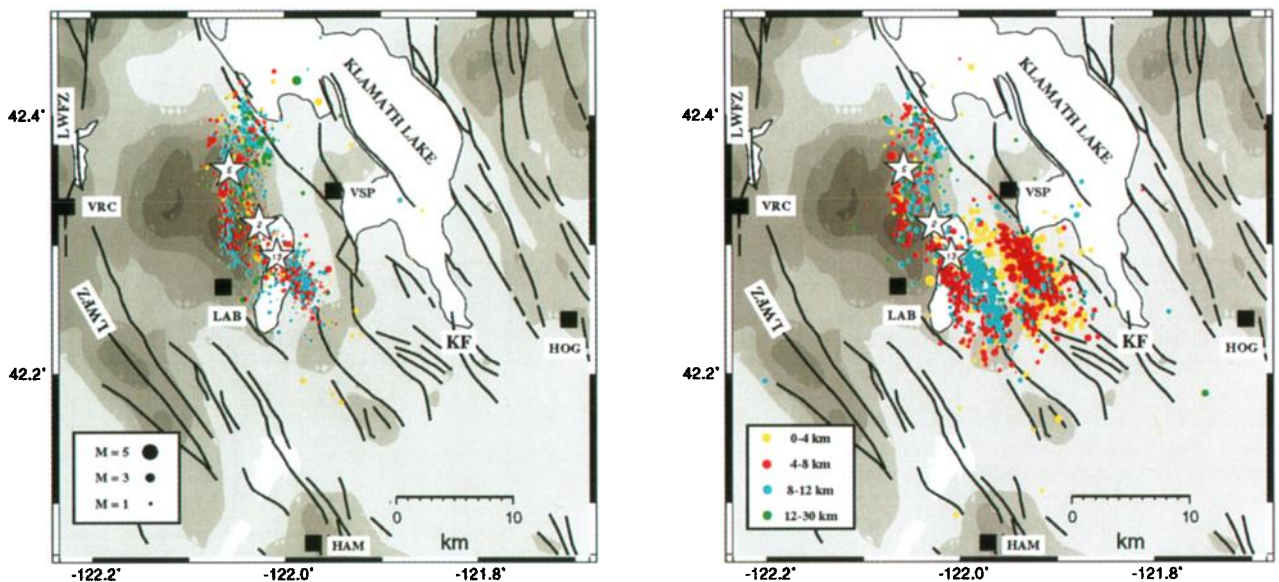 42.4°
42.2°
-122.2°
-122.0°
-121.8°
LWFZ
VRC
LWFZ
LAB
VSP
KLAMATH LAKE
KF
HOG
HAM
M = 5
M = 3
M = 1
0
10
km
42.4°
42.2°
-122.2°
-122.0°
-121.8°
LWFZ
VRC
LWFZ
LAB
VSP
KLAMATH LAKE
KF
HOG
HAM
0-4 km
4-8 km
8-12 km
12-30 km
0
10
km